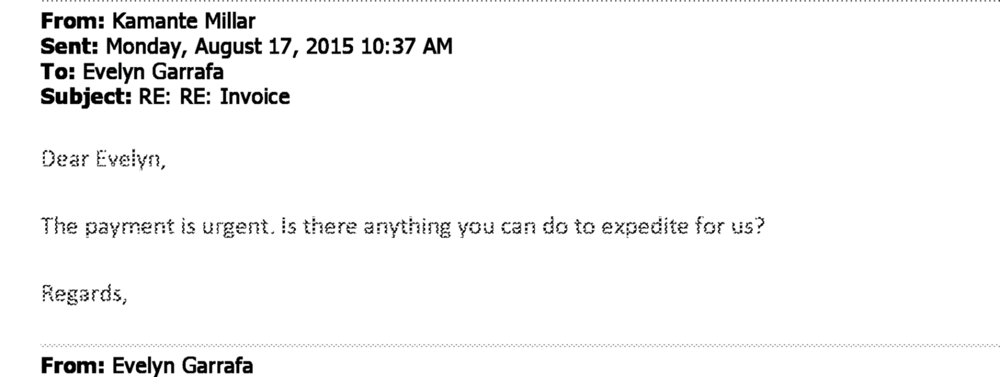 From: Kamante Millar
Sent: Monday, August 17, 2015 10:37 AM
To: Evelyn Garrafa
Subject: RE: RE: Invoice
Dear Evelyn,
The payment is urgent. Is there anything you can do to expedite for us?
Regards,
From: Evelyn Garrafa